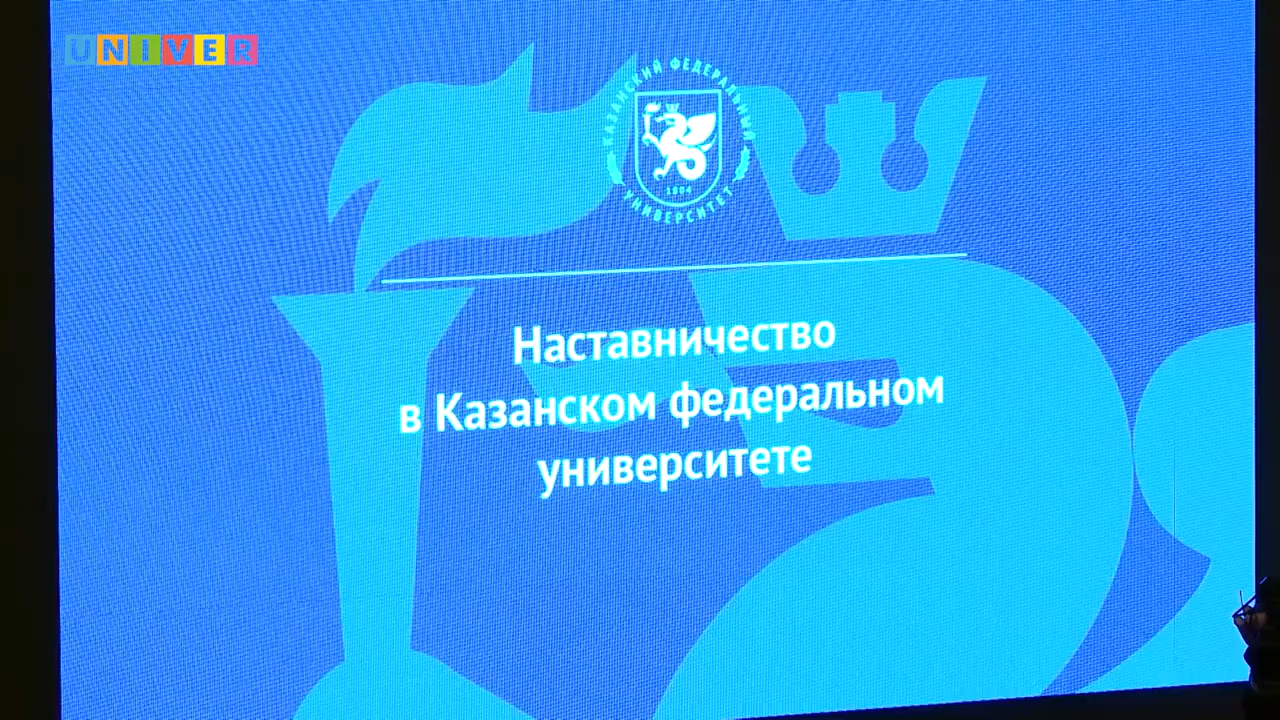 UNIVER
КАЗАНСКИЙ ФЕДЕРАЛЬНЫЙ
УНИВЕРСИТЕТ
1804
Наставничество
в Казанском федеральном
университете